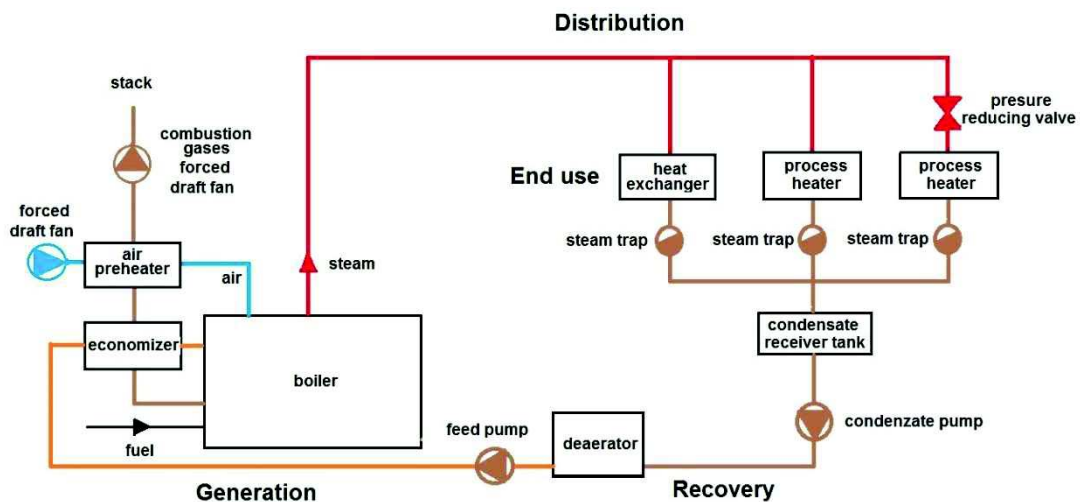 Distribution
stack
combustion
gases
forced
draft fan
presure
reducing valve
End use
heat
exchanger
process
heater
process
heater
forced
draft fan
steam trap
steam trap
steam trap
air
preheater
air
steam
economizer
condensate
receiver tank
boiler
fuel
feed pump
deaerator
condenzate pump
Generation
Recovery